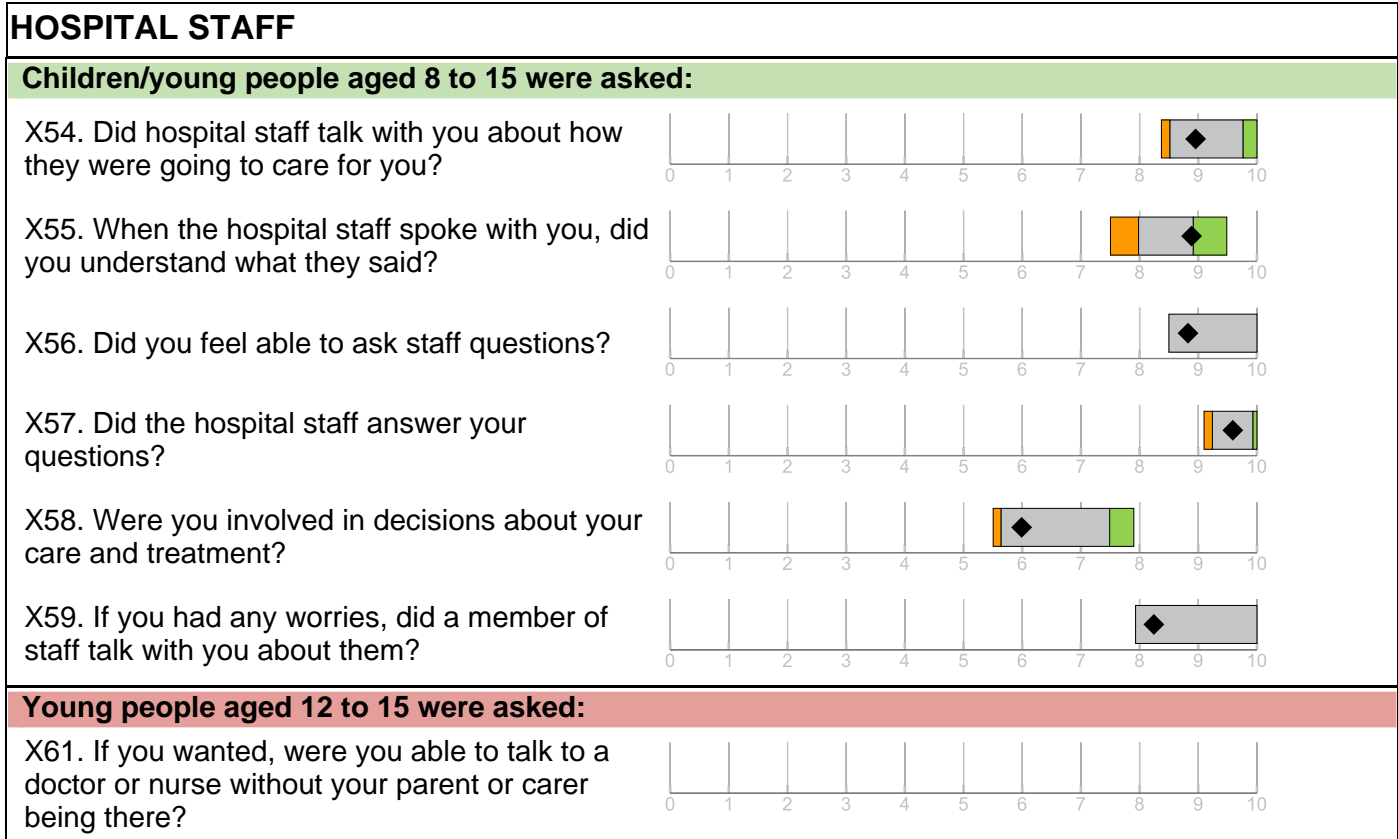 HOSPITAL STAFF
Children/young people aged 8 to 15 were asked:
X54. Did hospital staff talk with you about how
they were going to care for you?
0 1 2 3 4 5 6 7 8 9 10
X55. When the hospital staff spoke with you, did
you understand what they said?
0 1 2 3 4 5 6 7 8 9 10
X56. Did you feel able to ask staff questions?
0 1 2 3 4 5 6 7 8 9 10
X57. Did the hospital staff answer your
questions?
0 1 2 3 4 5 6 7 8 9 10
X58. Were you involved in decisions about your
care and treatment?
0 1 2 3 4 5 6 7 8 9 10
X59. If you had any worries, did a member of
staff talk with you about them?
0 1 2 3 4 5 6 7 8 9 10
Young people aged 12 to 15 were asked:
X61. If you wanted, were you able to talk to a
doctor or nurse without your parent or carer
being there?
0 1 2 3 4 5 6 7 8 9 10